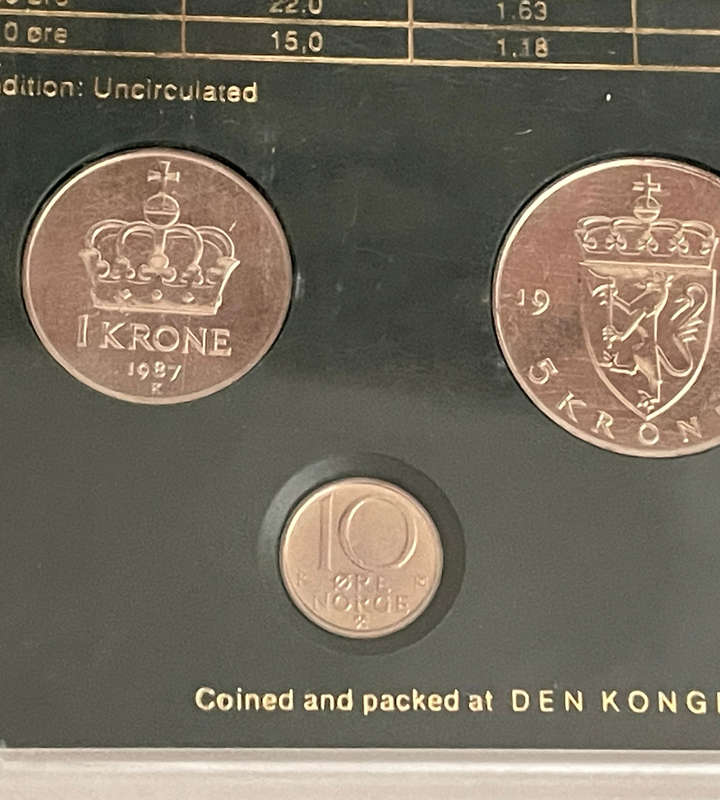 22.0 1.63
0 øre 15,0 1.18
dition: Uncirculated
1 KRONE
1987
K
19
5 KRON
10
ØRE
K
NORGE
Coined and packed at DEN KONG